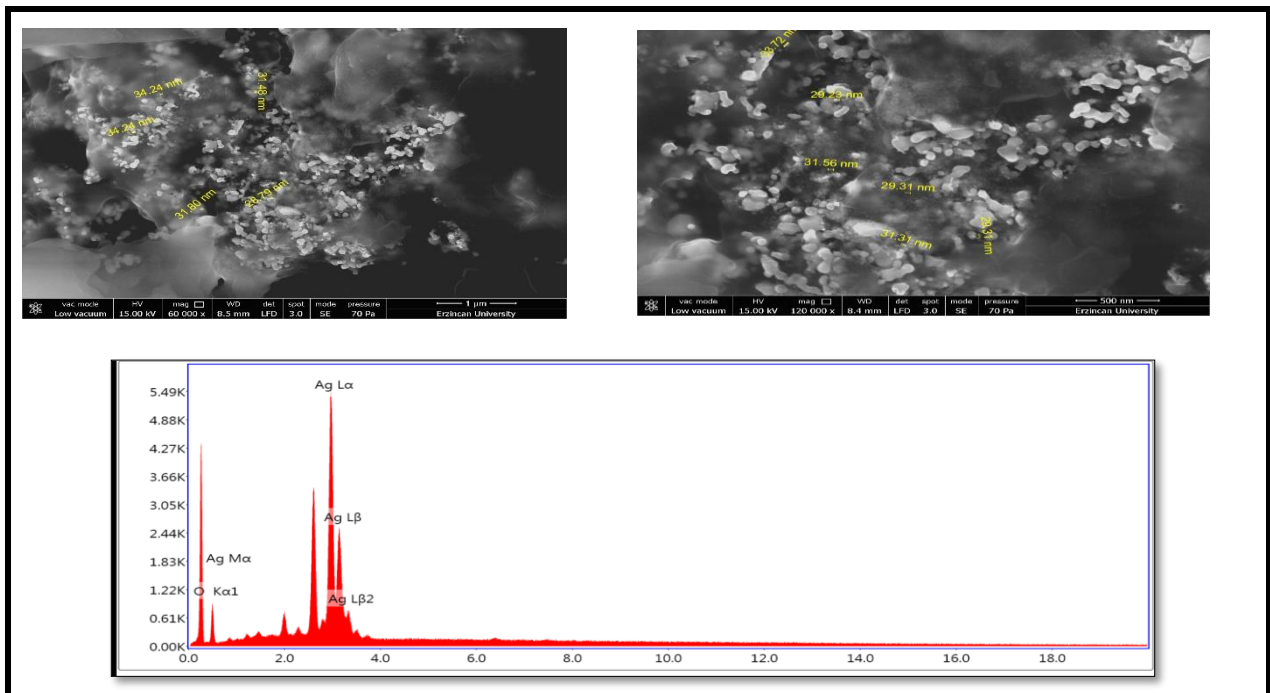 34.24 nm
31.48 nm
34.24 nm
31.80 nm
28.79 nm
vac mode HV mag WD det spot mode pressure 1 µm
Low vacuum 15.00 kV 60 000 x 8.5 mm LFD 3.0 SE 70 Pa Erzincan University
29.23 nm
31.56 nm
29.31 nm
31.31 nm
vac mode HV mag WD det spot mode pressure 500 nm
Low vacuum 15.00 kV 120 000 x 8.4 mm LFD 3.0 SE 70 Pa Erzincan University
Ag Lα
5.49K
4.88K
4.27K
3.66K
3.05K
Ag Lβ
2.44K
Ag Mα
1.83K
1.22K O Kα1
Ag Lβ2
0.61K
0.00K
0.0 2.0 4.0 6.0 8.0 10.0 12.0 14.0 16.0 18.0